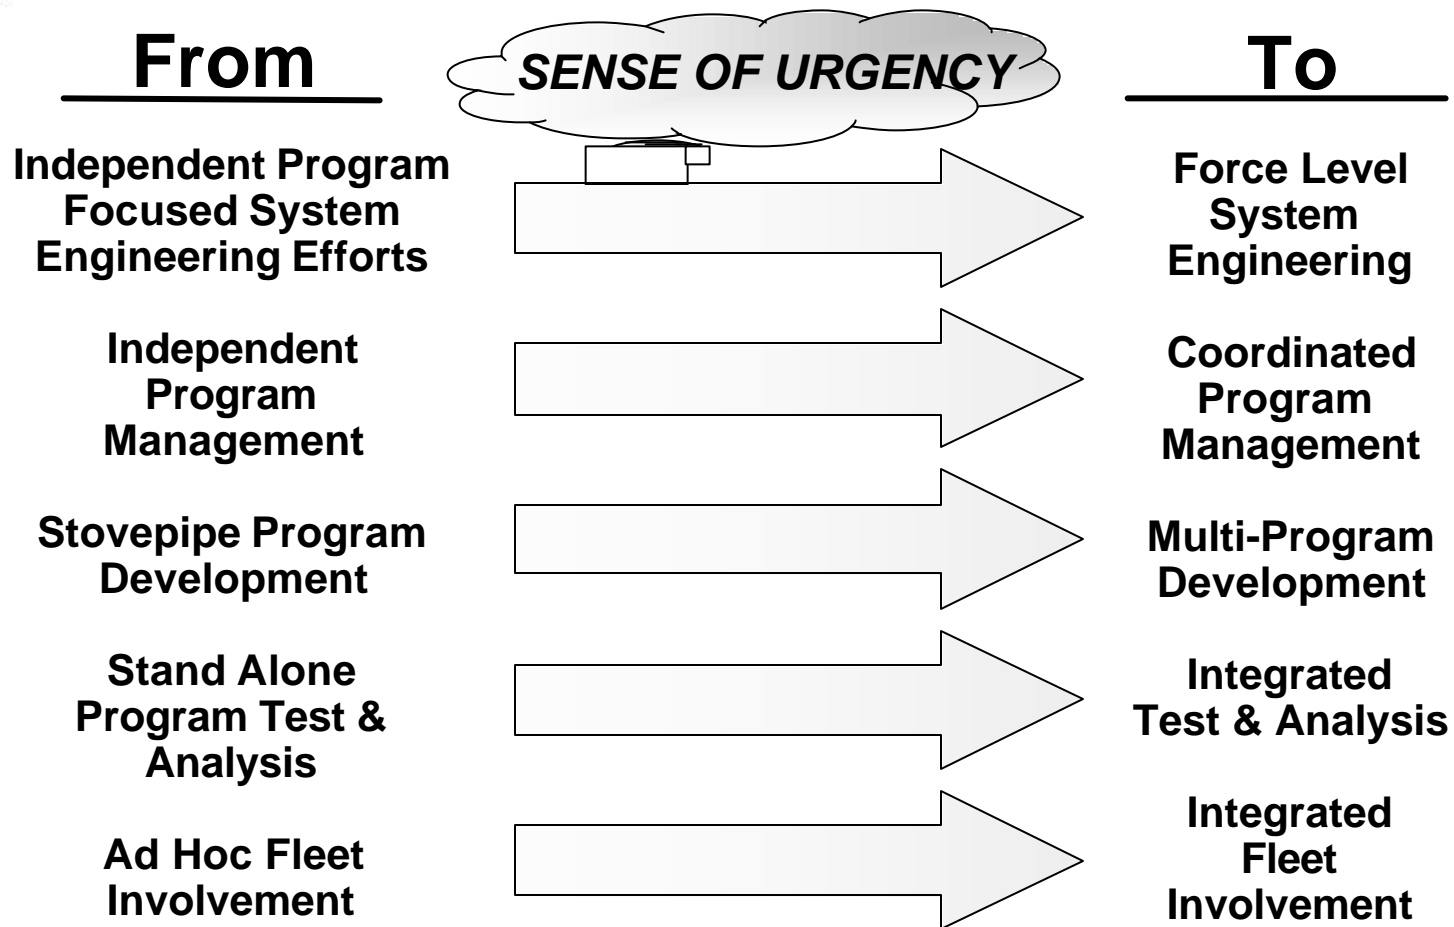 From
SENSE OF URGENCY
To
Independent Program
Focused System
Engineering Efforts
Force Level
System
Engineering
Independent
Program
Management
Coordinated
Program
Management
Stovepipe Program
Development
Multi-Program
Development
Stand Alone
Program Test &
Analysis
Integrated
Test & Analysis
Ad Hoc Fleet
Involvement
Integrated
Fleet
Involvement